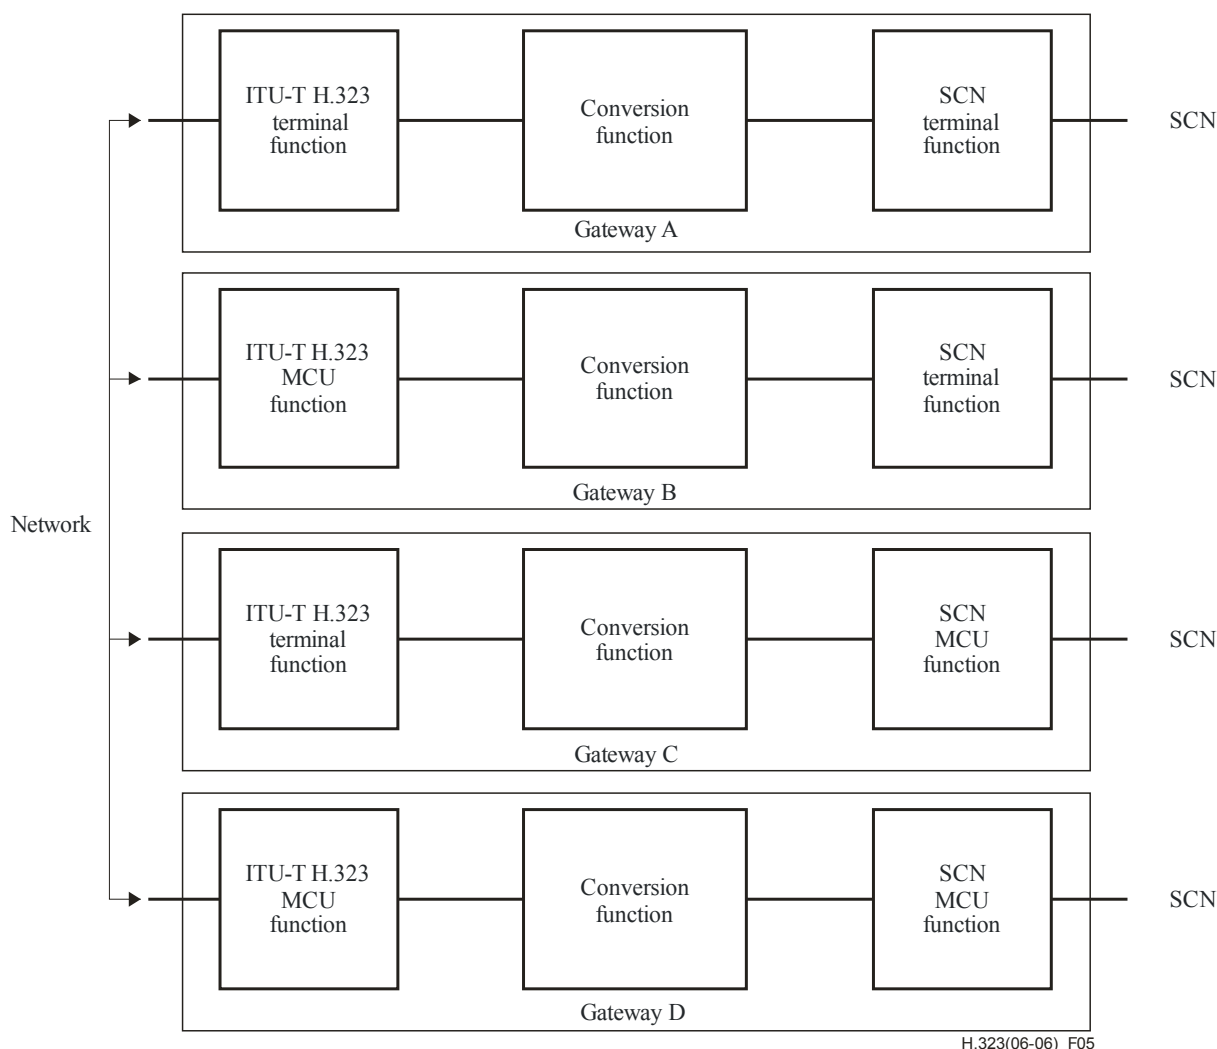 ITU-T H.323
terminal
function
Conversion
function
SCN
terminal
function
SCN
Gateway A
ITU-T H.323
MCU
function
Conversion
function
SCN
terminal
function
SCN
Gateway B
Network
ITU-T H.323
terminal
function
Conversion
function
SCN
MCU
function
SCN
Gateway C
ITU-T H.323
MCU
function
Conversion
function
SCN
MCU
function
SCN
Gateway D
H.323(06-06)_F05